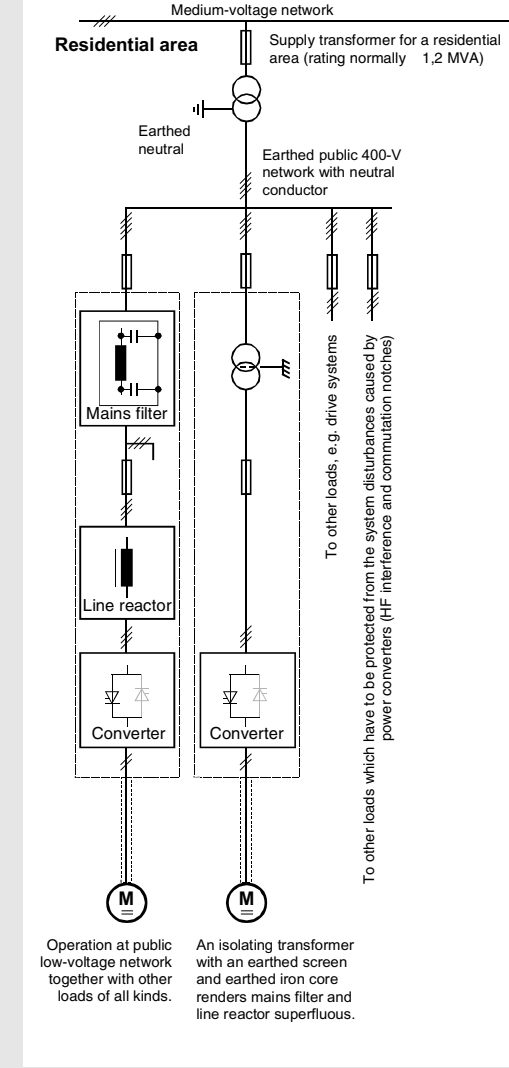 Medium-voltage network
Residential area
Supply transformer for a residential
area (rating normally 1,2 MVA)
Earthed
neutral
Earthed public 400-V
network with neutral
conductor
Mains filter
Line reactor
Converter
Converter
To other loads, e.g. drive systems
To other loads which have to be protected from the system disturbances caused by
power converters (HF interference and commutation notches)
M
M
Operation at public
low-voltage network
together with other
loads of all kinds.
An isolating transformer
with an earthed screen
and earthed iron core
renders mains filter and
line reactor superfluous.